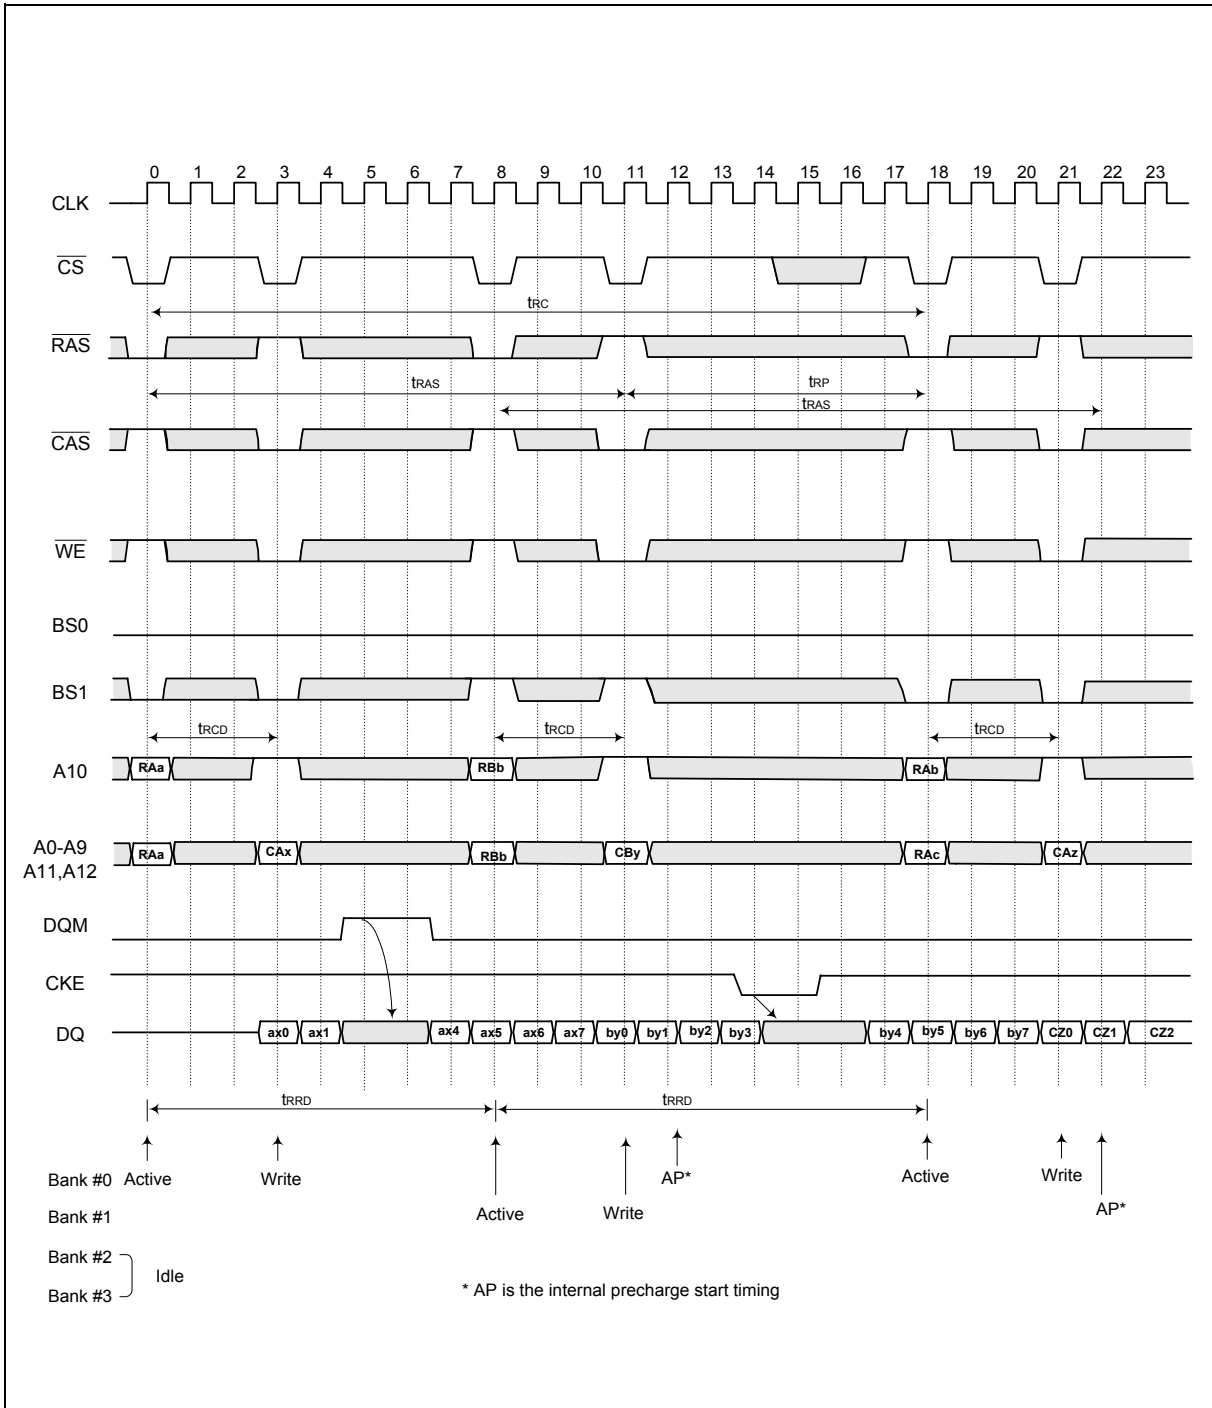 0 1 2 3 4 5 6 7 8 9 10 11 12 13 14 15 16 17 18 19 20 21 22 23
CLK
CS
tRC
RAS
tRAS tRP
tRAS
CAS
WE
BS0
BS1
tRCD tRCD tRCD
A10 RAa RBb RAb
A0-A9
A11,A12
RAa CAx RBb CBy RAc CAz
DQM
CKE
DQ ax0 ax1 ax4 ax5 ax6 ax7 by0 by1 by2 by3 by4 by5 by6 by7 CZ0 CZ1 CZ2
tRRD tRRD
Bank #0 Active Write AP* Active Write
Bank #1 Active Write AP*
Bank #2
Idle
Bank #3
* AP is the internal precharge start timing